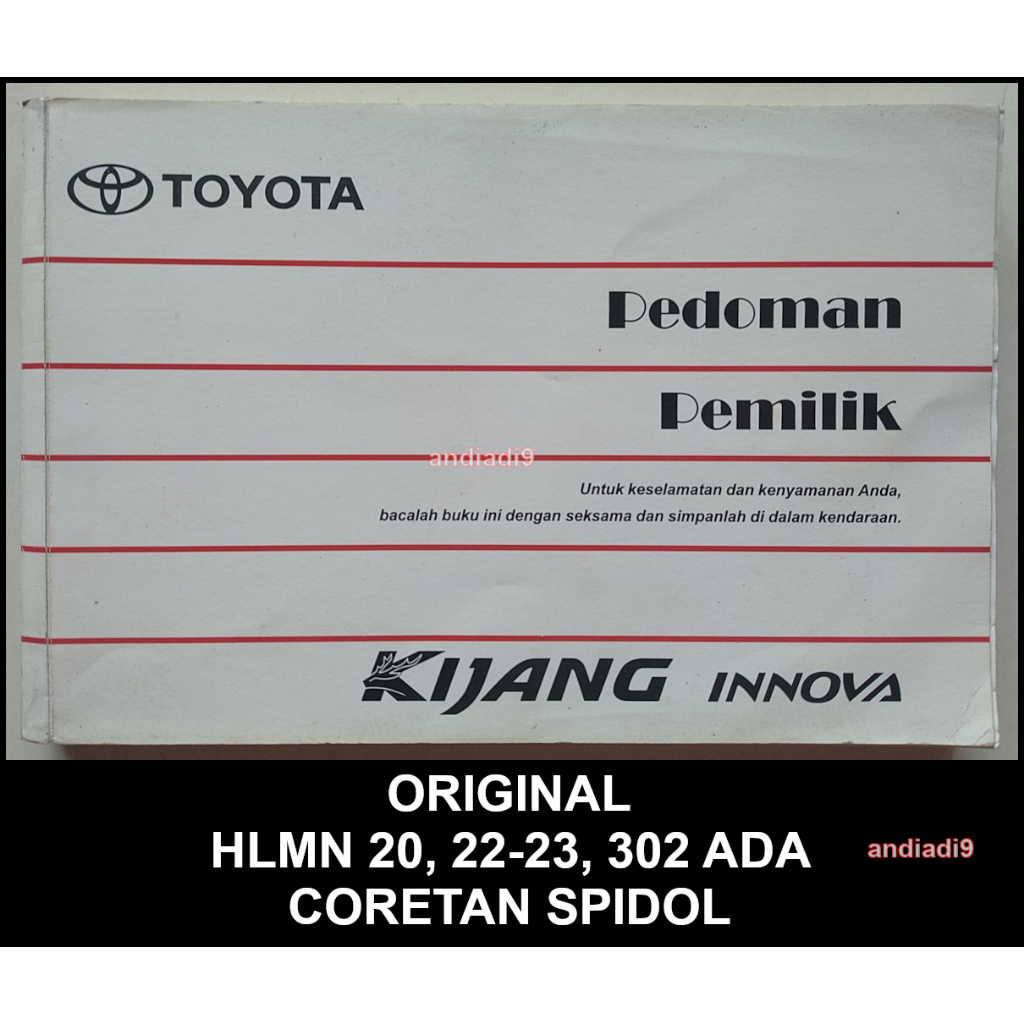 TOYOTA
Pedoman
Pemilik
andiadi9
Untuk keselamatan dan kenyamanan Anda,
bacalah buku ini dengan seksama dan simpanlah di dalam kendaraan.
KIJANG INNOVA
ORIGINAL
HLMN 20, 22-23, 302 ADA
andiadi9
CORETAN SPIDOL